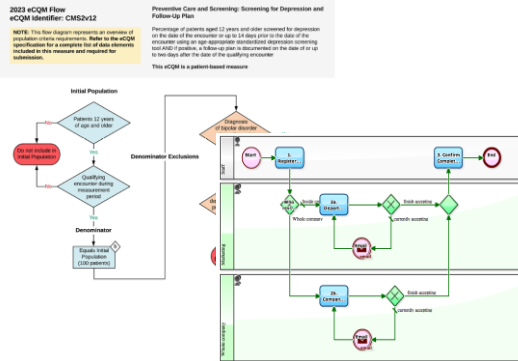 2023 eCQM Flow
eCQM Identifier: CMS2v12
NOTE: This flow diagram represents an overview of
population criteria requirements. Refer to the eCQM
specification for a complete list of data elements
included in this measure and required for
submission.
Preventive Care and Screening: Screening for Depression and
Follow-Up Plan
Percentage of patients aged 12 years and older screened for depression
on the date of the encounter or up to 14 days prior to the date of the
encounter using an age-appropriate standardized depression screening
tool AND if positive, a follow-up plan is documented on the date of or up
to two days after the date of the qualifying encounter
This eCQM is a patient-based measure
Initial Population
Patients 12 years
of age and older
No
Do not include in
Initial Population
Yes
Denominator Exclusions
Diagnosis
of bipolar disorder
No
Qualifying
encounter during
measurement
period
Yes
Denominator
Equals Initial
Population
(100 patients)
Start
1.
Register...
3. Confirm
Complet...
End
Staff
2a.
finish accepting
Whole company
currently accepting
2b.
Compan...
finish accepting
currently accepting
Whole company